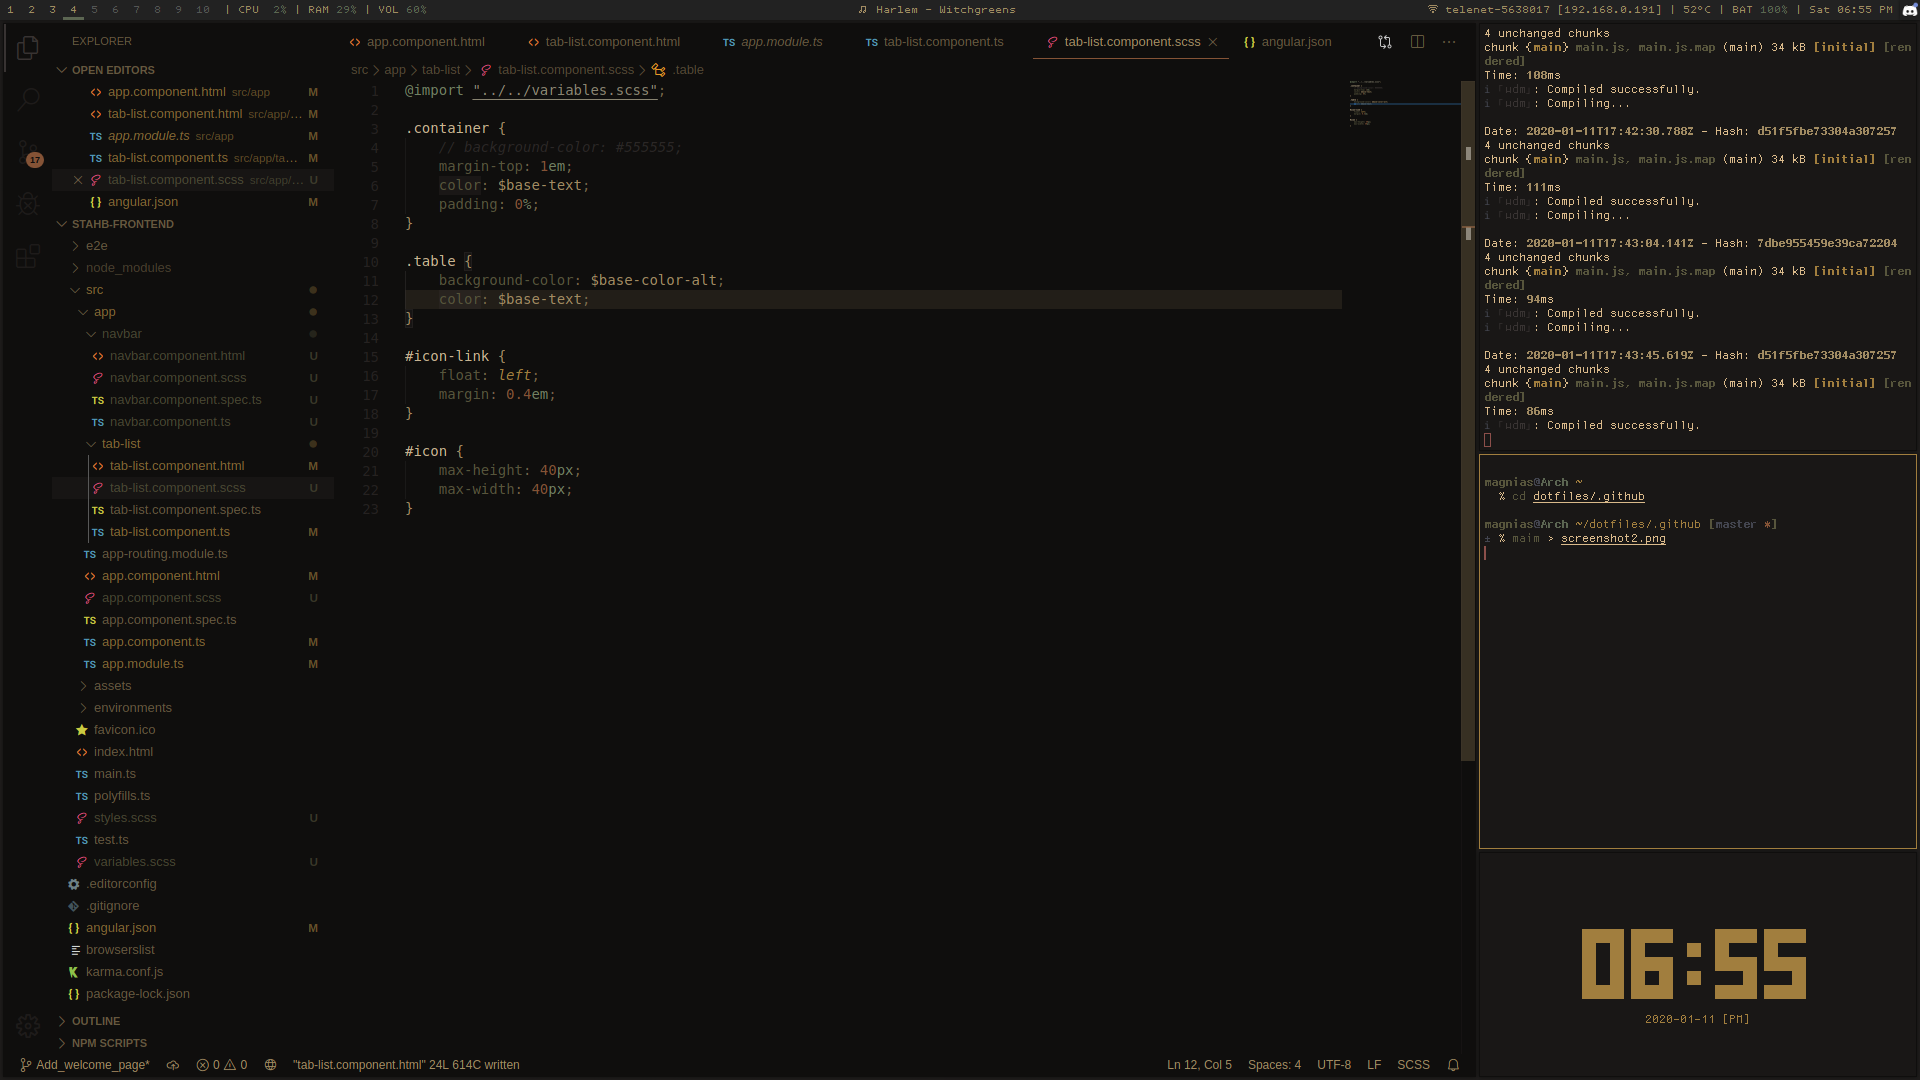 1 2 3 4 5 6 7 8 9 10 | CPU 2% | RAM 29% | VOL 60%
Harlem - Witchgreens
telenet-5638017 [192.168.0.191] | 52°C | BAT 100% | Sat 06:55 PM
EXPLORER
OPEN EDITORS
app.component.html src/app M
tab-list.component.html src/app/... M
app.module.ts src/app M
TS tab-list.component.ts src/app/ta... M
tab-list.component.scss src/app/... U
{} angular.json M
17
STAHB-FRONTEND
e2e
node_modules
src
app
navbar
navbar.component.html U
navbar.component.scss U
TS navbar.component.spec.ts U
TS navbar.component.ts U
tab-list
tab-list.component.html M
tab-list.component.scss U
TS tab-list.component.spec.ts
TS tab-list.component.ts M
TS app-routing.module.ts
app.component.html M
app.component.scss U
TS app.component.spec.ts
TS app.component.ts M
TS app.module.ts M
assets
environments
favicon.ico
index.html
TS main.ts
TS polyfills.ts
styles.scss U
TS test.ts
variables.scss U
.editorconfig
.gitignore
{} angular.json M
browserslist
karma.conf.js
{} package-lock.json
OUTLINE
NPM SCRIPTS
app.component.html tab-list.component.html TS app.module.ts TS tab-list.component.ts tab-list.component.scss {} angular.json
src > app > tab-list > tab-list.component.scss > .table
1 @import "../../variables.scss";
2
3 .container {
4 // background-color: #555555;
5 margin-top: 1em;
6 color: $base-text;
7 padding: 0%;
8 }
9
10 .table {
11 background-color: $base-color-alt;
12 color: $base-text;
13 }
14
15 #icon-link {
16 float: left;
17 margin: 0.4em;
18 }
19
20 #icon {
21 max-height: 40px;
22 max-width: 40px;
23 }
Add_welcome_page* 0 0 "tab-list.component.html" 24L 614C written
Ln 12, Col 5 Spaces: 4 UTF-8 LF SCSS
4 unchanged chunks
chunk {main} main.js, main.js.map (main) 34 kB [initial] [ren
dered]
Time: 108ms
i ｢wdm｣: Compiled successfully.
i ｢wdm｣: Compiling...
Date: 2020-01-11T17:42:30.788Z - Hash: d51f5fbe73304a307257
4 unchanged chunks
chunk {main} main.js, main.js.map (main) 34 kB [initial] [ren
dered]
Time: 111ms
i ｢wdm｣: Compiled successfully.
i ｢wdm｣: Compiling...
Date: 2020-01-11T17:43:04.141Z - Hash: 7dbe955459e39ca72204
4 unchanged chunks
chunk {main} main.js, main.js.map (main) 34 kB [initial] [ren
dered]
Time: 94ms
i ｢wdm｣: Compiled successfully.
i ｢wdm｣: Compiling...
Date: 2020-01-11T17:43:45.619Z - Hash: d51f5fbe73304a307257
4 unchanged chunks
chunk {main} main.js, main.js.map (main) 34 kB [initial] [ren
dered]
Time: 86ms
i ｢wdm｣: Compiled successfully.
magnias@Arch ~
% cd dotfiles/.github
magnias@Arch ~/dotfiles/.github [master *]
± % maim > screenshot2.png
06:55
2020-01-11 [PM]